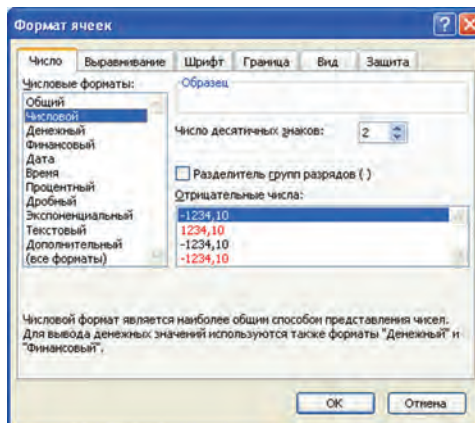 Формат ячеек
Число Выравнивание Шрифт Граница Вид Защита
Числовые форматы:
Образец
Общий
Числовой
Денежный
Финансовый
Дата
Время
Процентный
Дробный
Экспоненциальный
Текстовый
Дополнительный
(все форматы)
Число десятичных знаков: 2
Разделитель групп разрядов ( )
Отрицательные числа:
-1234,10
1234,10
-1234,10
-1234,10
Числовой формат является наиболее общим способом представления чисел.
Для вывода денежных значений используются также форматы "Денежный" и
"Финансовый".
ОК Отмена